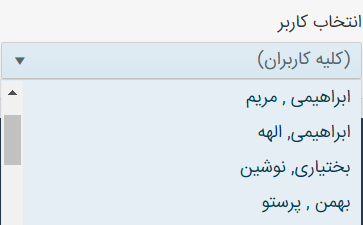 انتخاب کاربر
(کلیه کاربران)
ابراهیمی , مریم
ابراهیمی, الهه
بختیاری, نوشین
بهمن , پرستو